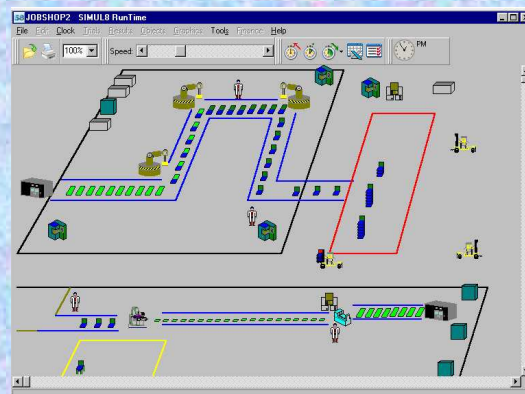 JOBSHOP2 SIMUL8 RunTime
File Edit Clock Trials Results Objects Graphics Tools Finance Help
100% Speed: PM